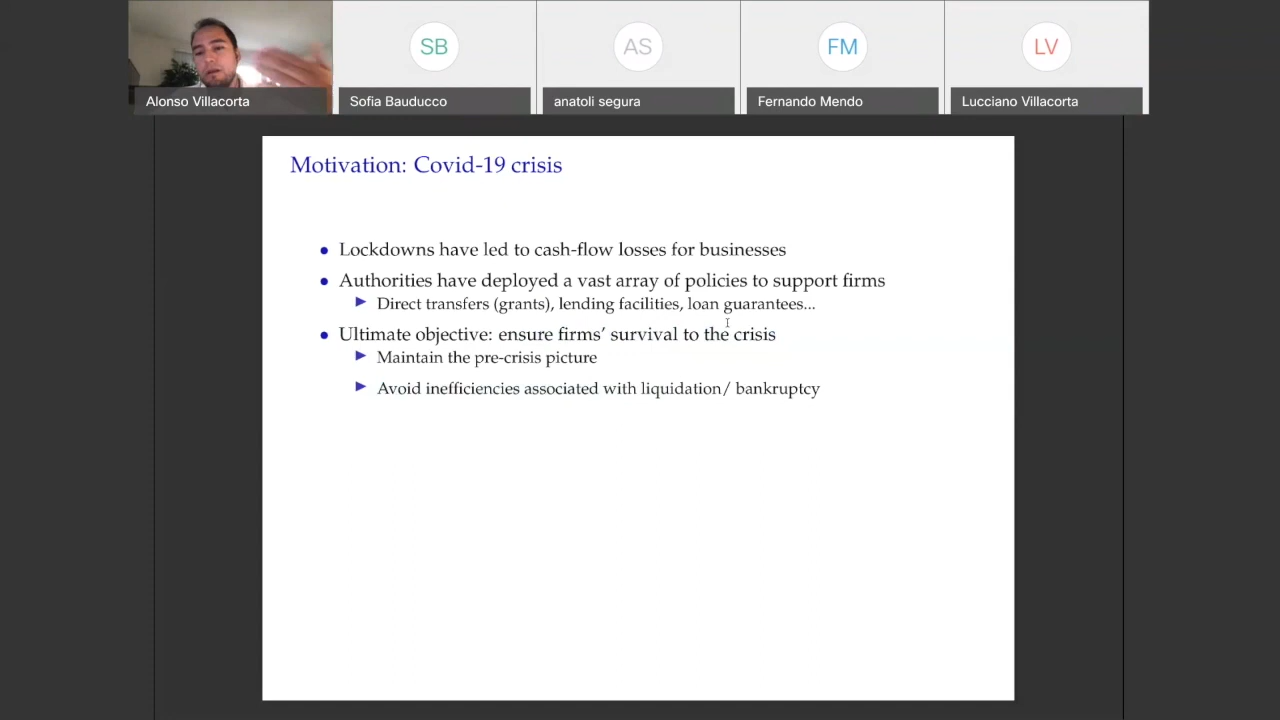 SB
AS
FM
LV
Alonso Villacorta
Sofia Bauducco
anatoli segura
Fernando Mendo
Lucciano Villacorta
Motivation: Covid-19 crisis
• Lockdowns have led to cash-flow losses for businesses
• Authorities have deployed a vast array of policies to support firms
▶ Direct transfers (grants), lending facilities, loan guarantees...
• Ultimate objective: ensure firms' survival to the crisis
▶ Maintain the pre-crisis picture
▶ Avoid inefficiencies associated with liquidation/ bankruptcy